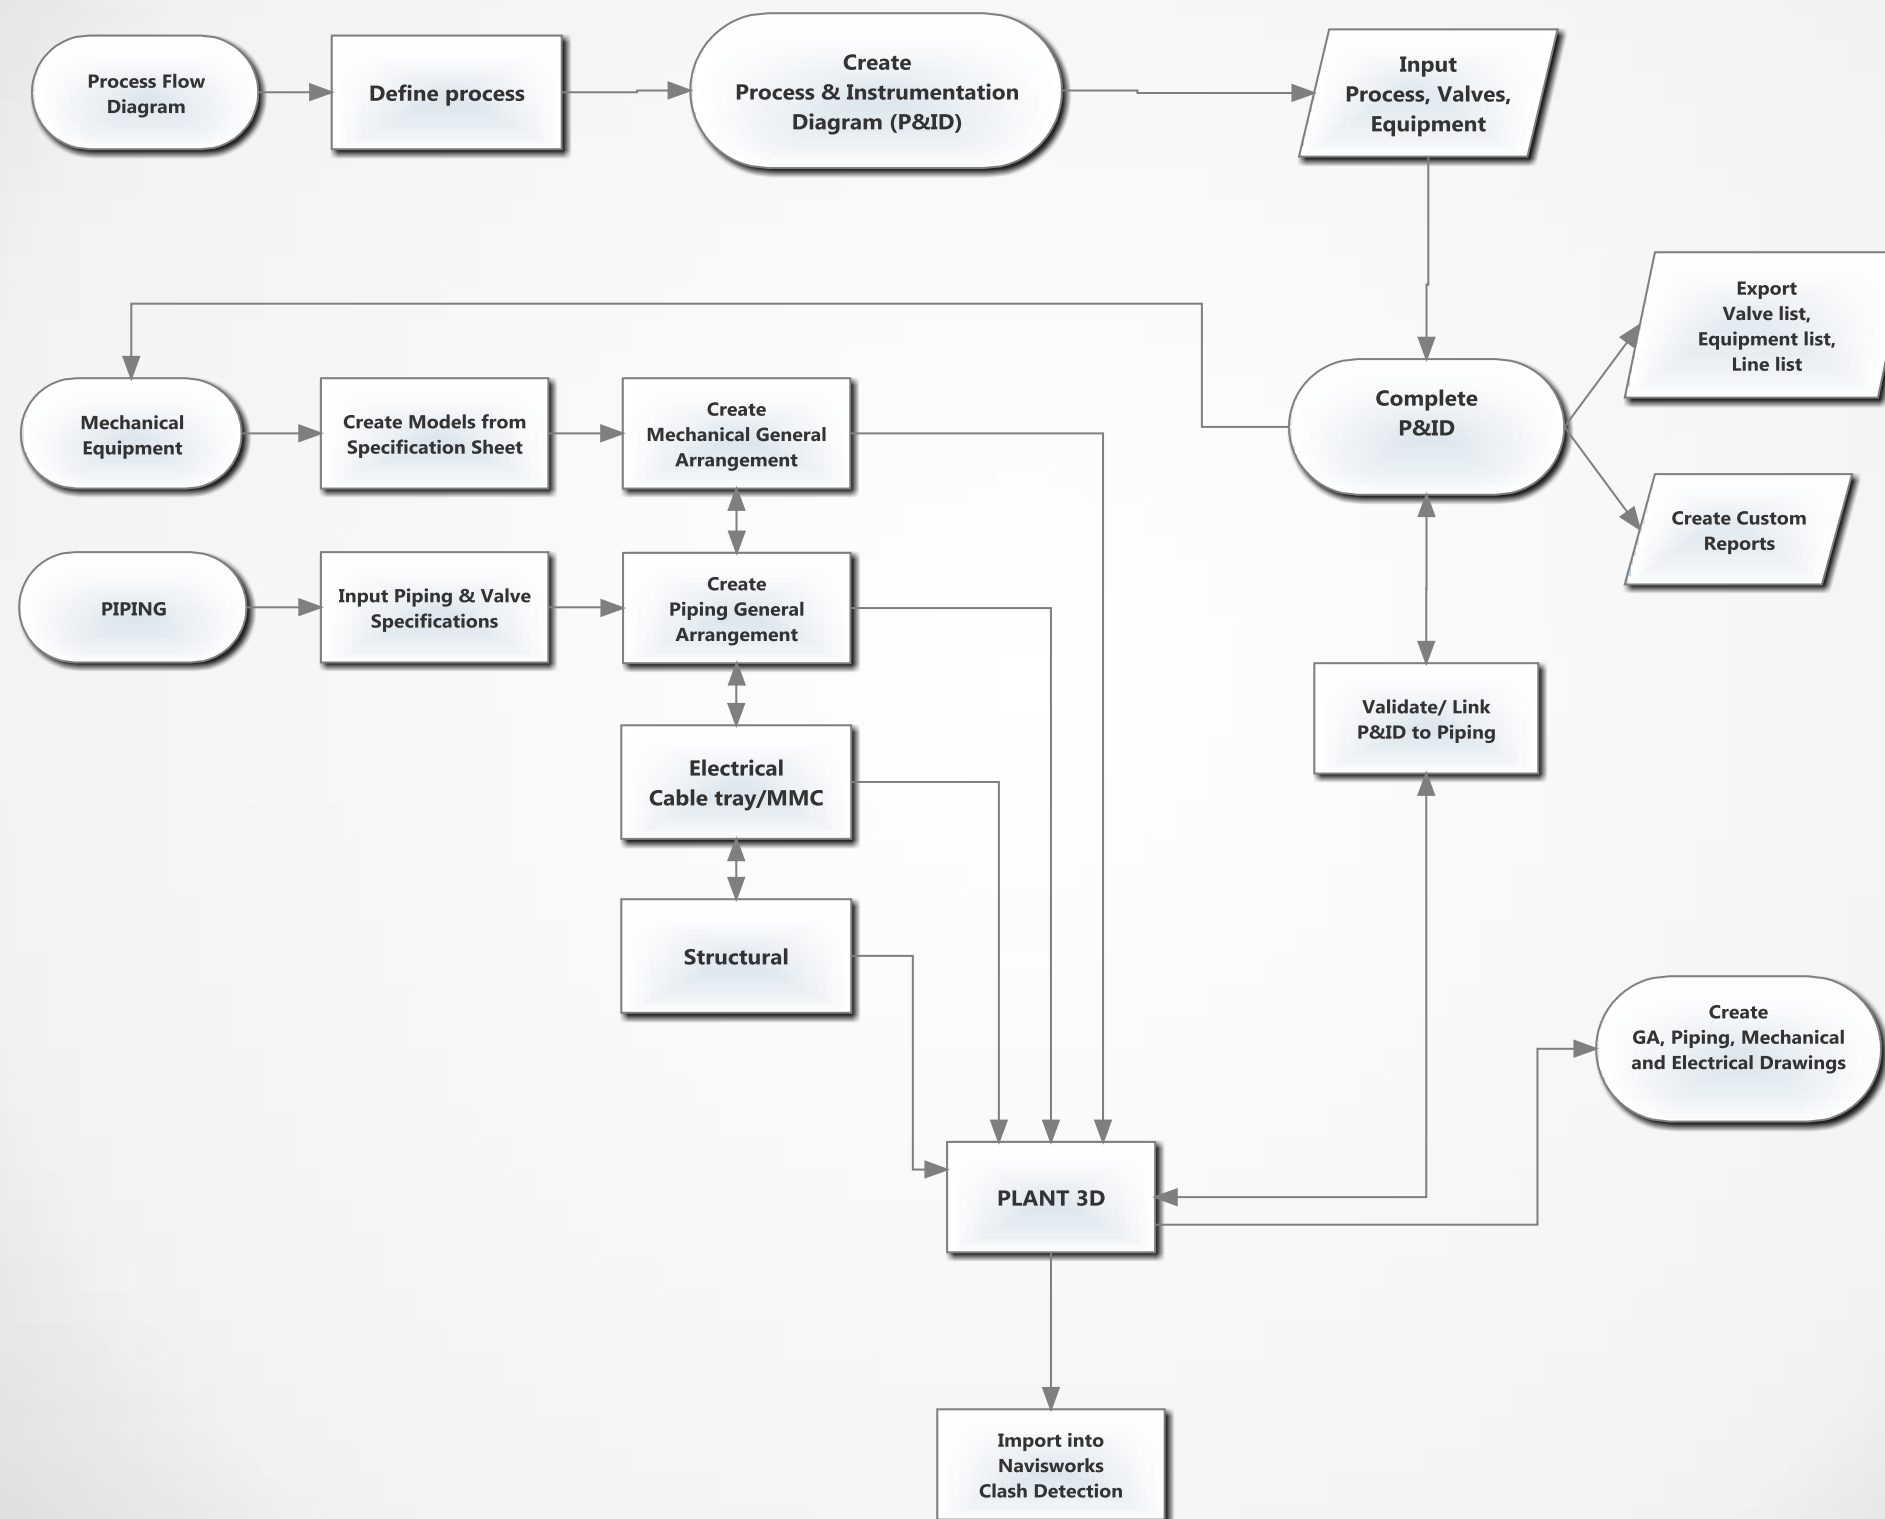 Process Flow
Diagram
Define process
Create
Process & Instrumentation
Diagram (P&ID)
Input
Process, Valves,
Equipment
Export
Valve list,
Equipment list,
Line list
Mechanical
Equipment
Create Models from
Specification Sheet
Create
Mechanical General
Arrangement
Complete
P&ID
Create Custom
Reports
PIPING
Input Piping & Valve
Specifications
Create
Piping General
Arrangement
Validate/ Link
P&ID to Piping
Electrical
Cable tray/MMC
Structural
Create
GA, Piping, Mechanical
and Electrical Drawings
PLANT 3D
Import into
Navisworks
Clash Detection